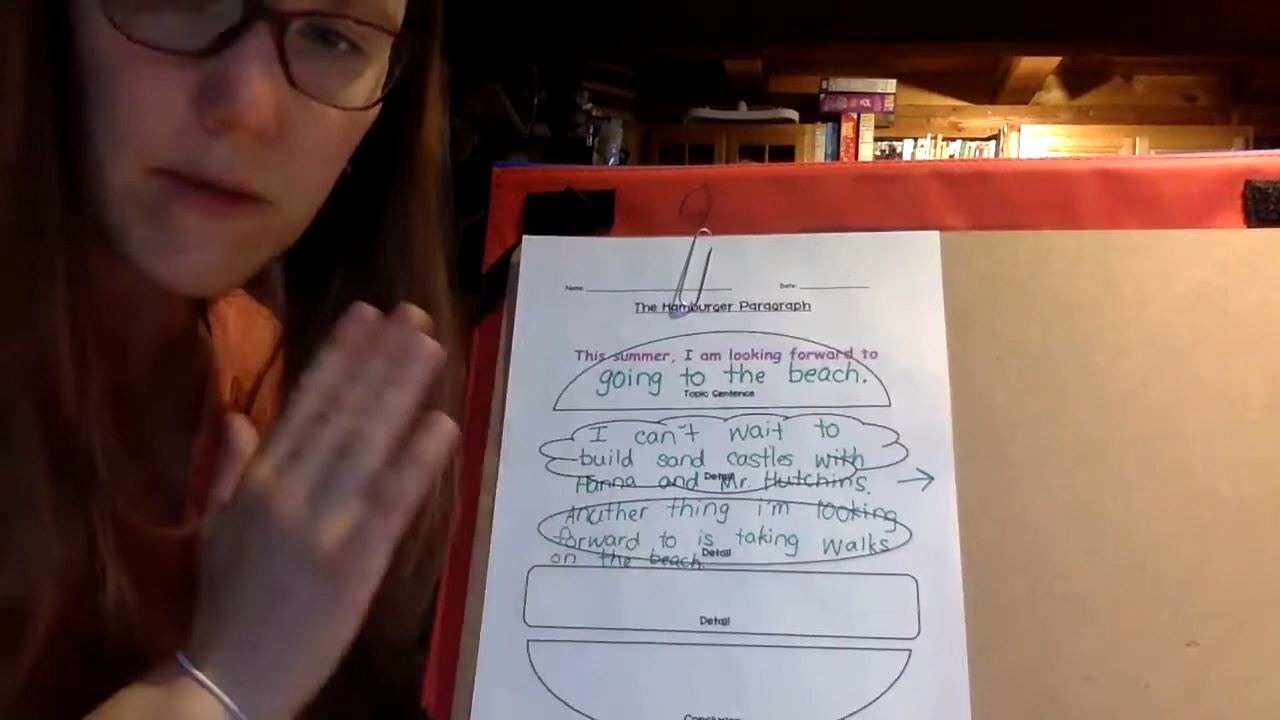 Name: Date:
The Hamburger Paragraph
This summer, I am looking forward to
going to the beach.
Topic Sentence
I can't wait to
build sand castles with
Detail
Hanna and Mr. Hutchins.
Another thing i'm looking
forward to is taking walks
Detail
on the beach.
Detail
Conclusion